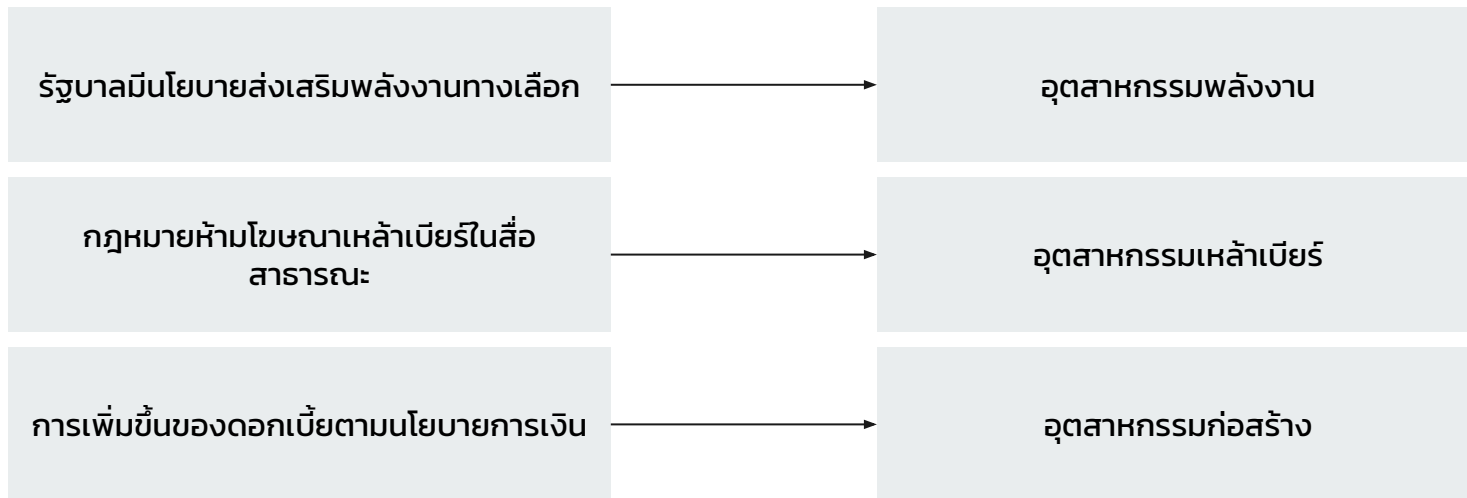 รัฐบาลมีนโยบายส่งเสริมพลังงานทางเลือก
อุตสาหกรรมพลังงาน
กฎหมายห้ามโฆษณาเหล้าเบียร์ในสื่อ
สาธารณะ
อุตสาหกรรมเหล้าเบียร์
การเพิ่มขึ้นของดอกเบี้ยตามนโยบายการเงิน
อุตสาหกรรมก่อสร้าง